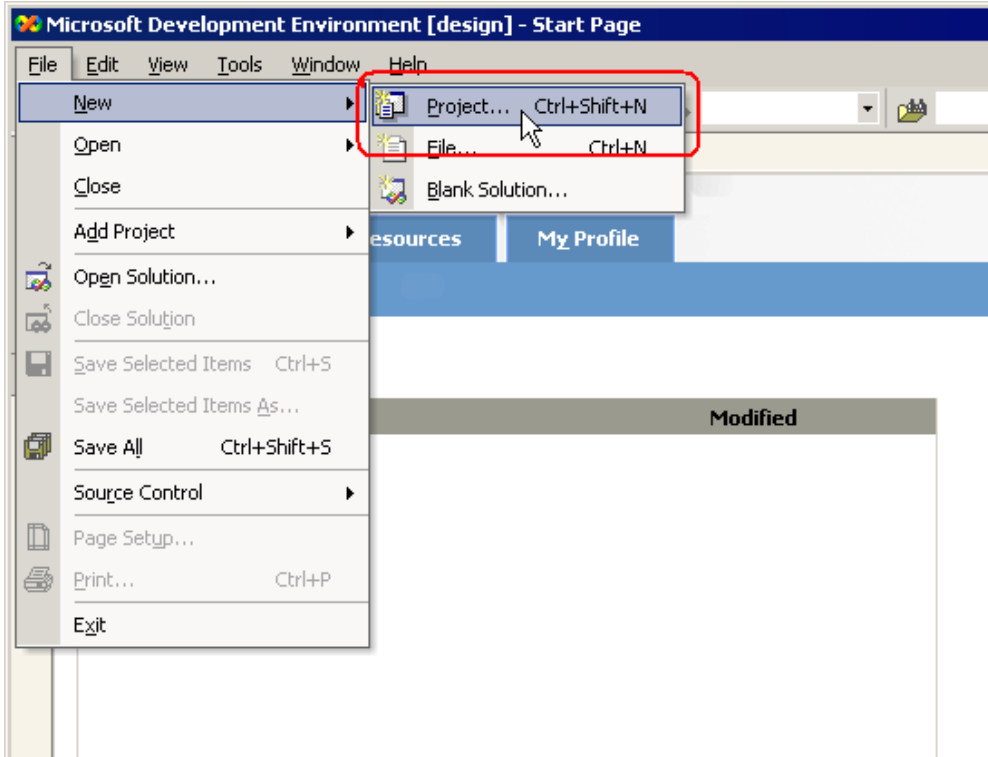 Microsoft Development Environment [design] - Start Page
File Edit View Tools Window Help
New
Project... Ctrl+Shift+N
Open
File... Ctrl+N
Close
Blank Solution...
Add Project
esources My Profile
Open Solution...
Close Solution
Save Selected Items Ctrl+S
Save Selected Items As...
Modified
Save All Ctrl+Shift+S
Source Control
Page Setup...
Print... Ctrl+P
Exit